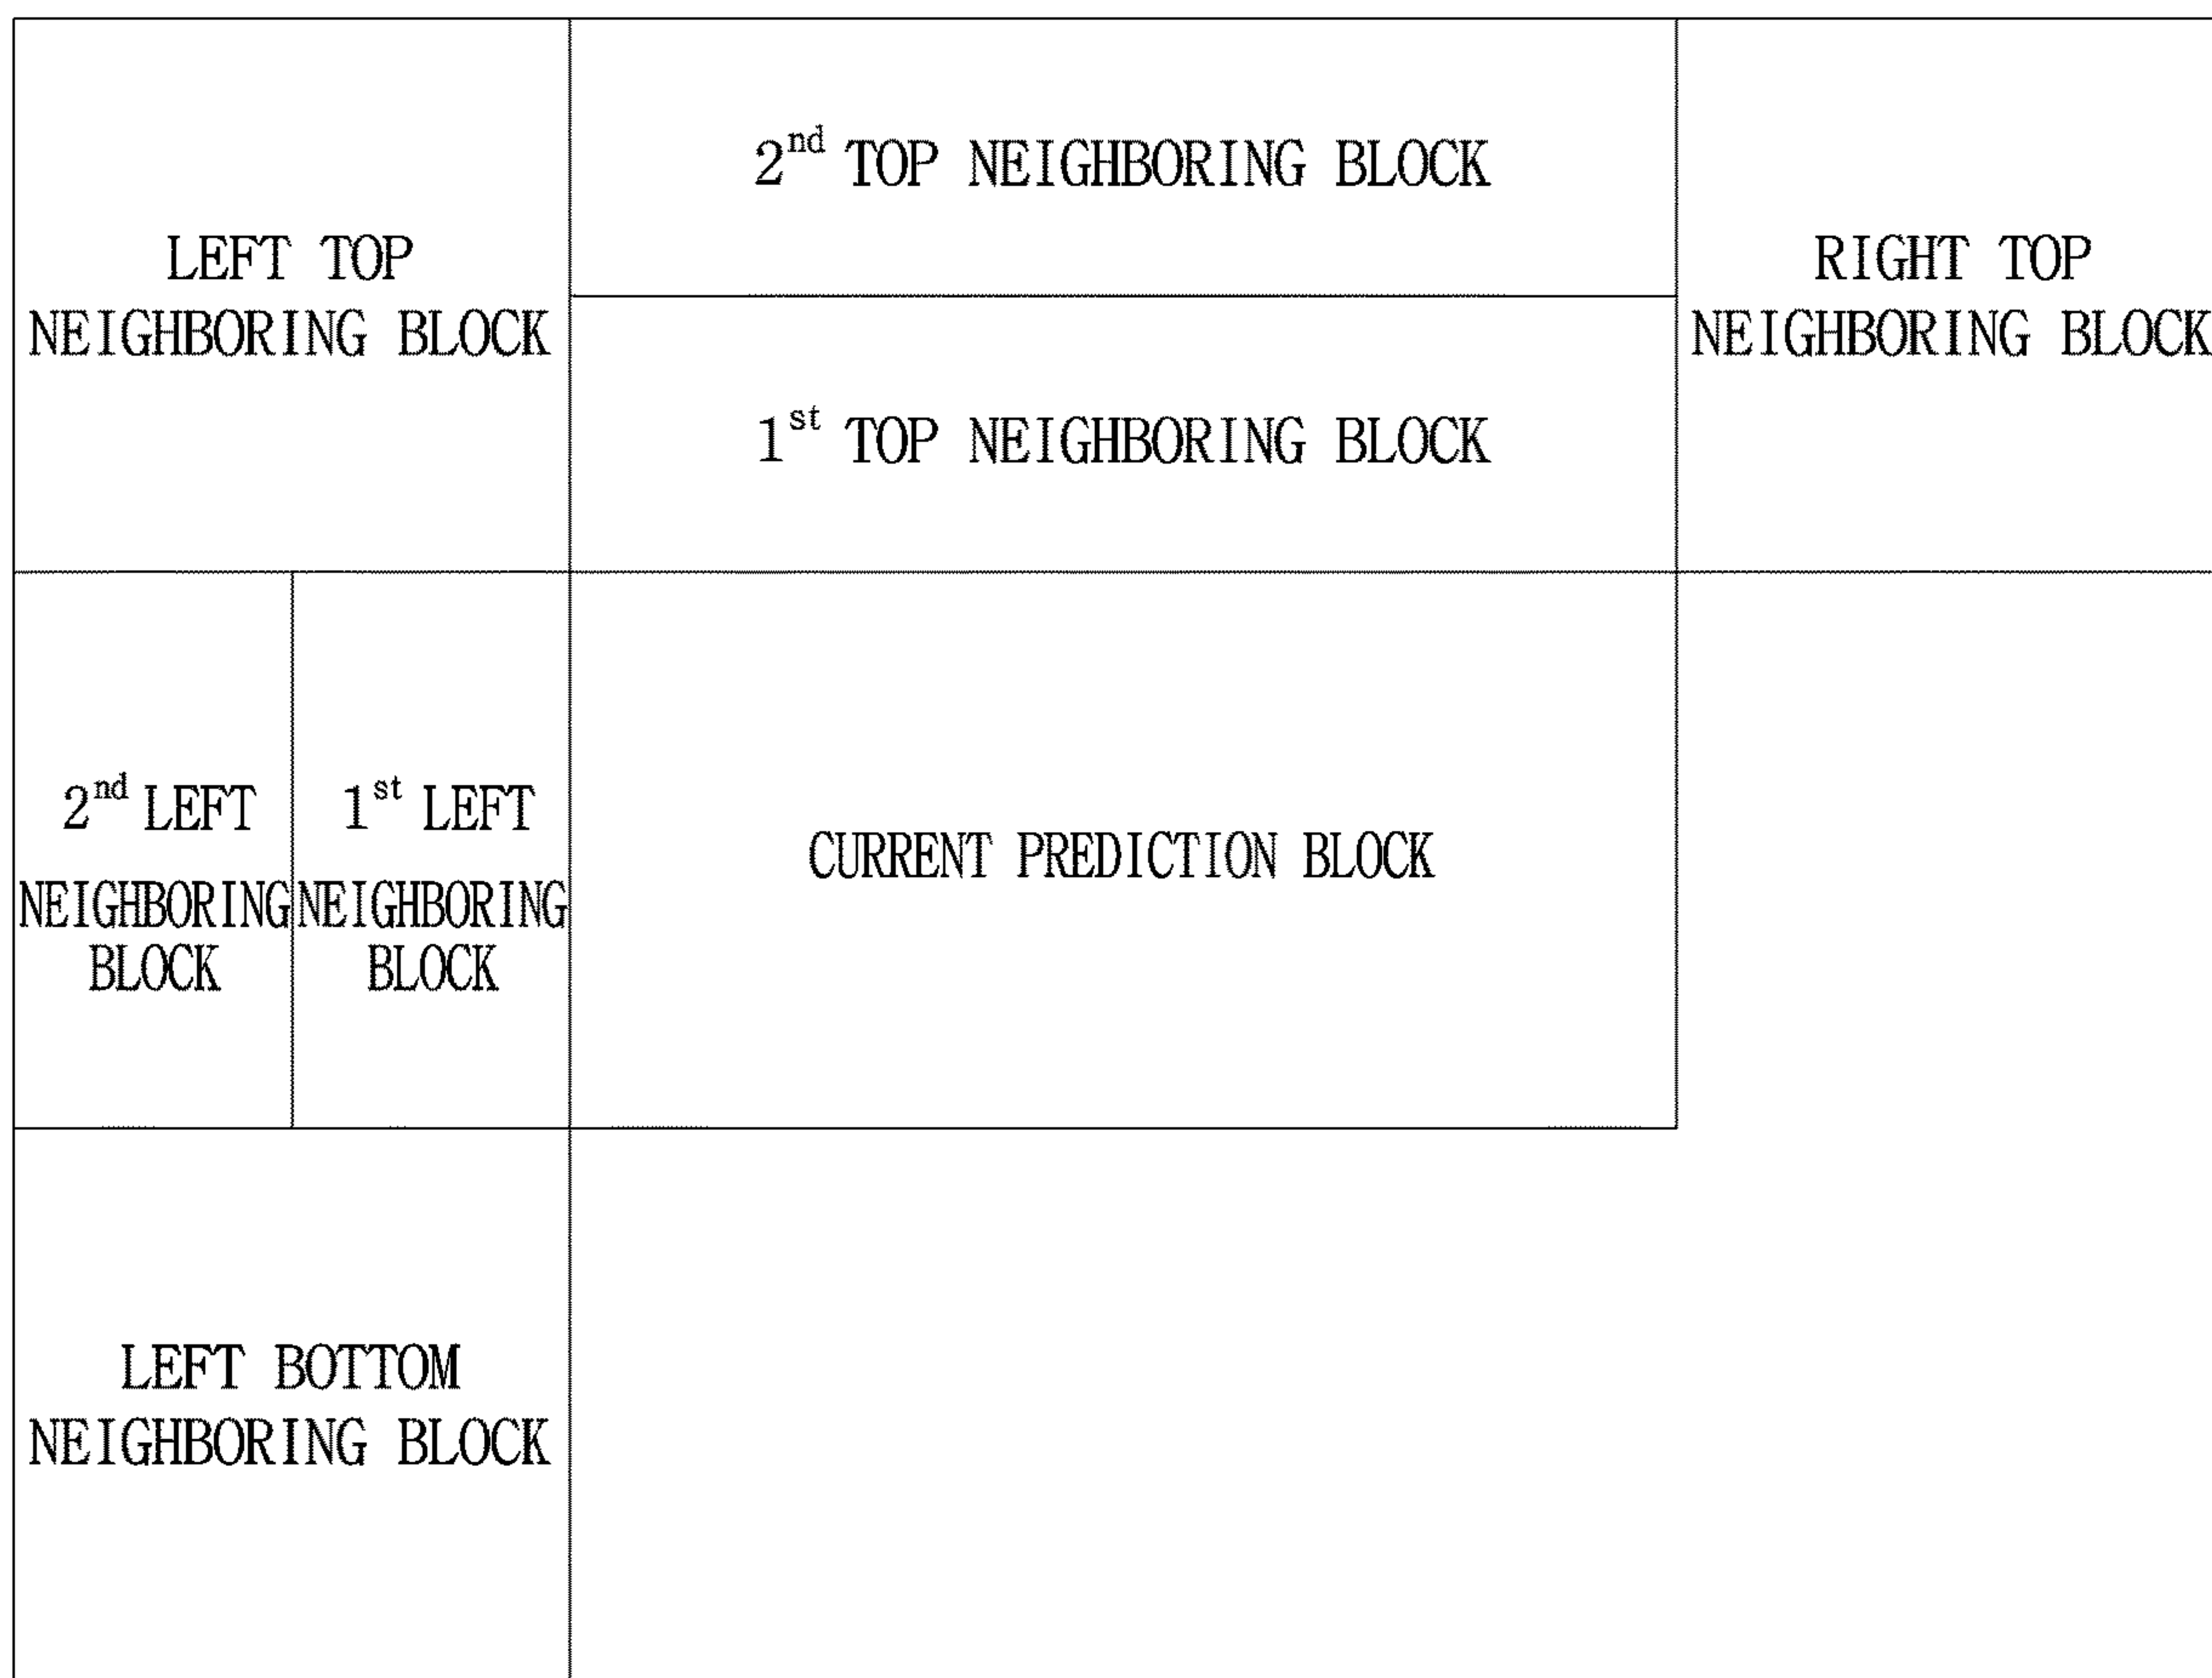 LEFT TOP
NEIGHBORING BLOCK
2nd TOP NEIGHBORING BLOCK
1st TOP NEIGHBORING BLOCK
RIGHT TOP
NEIGHBORING BLOCK
2nd LEFT
NEIGHBORING
BLOCK
1st LEFT
NEIGHBORING
BLOCK
CURRENT PREDICTION BLOCK
LEFT BOTTOM
NEIGHBORING BLOCK